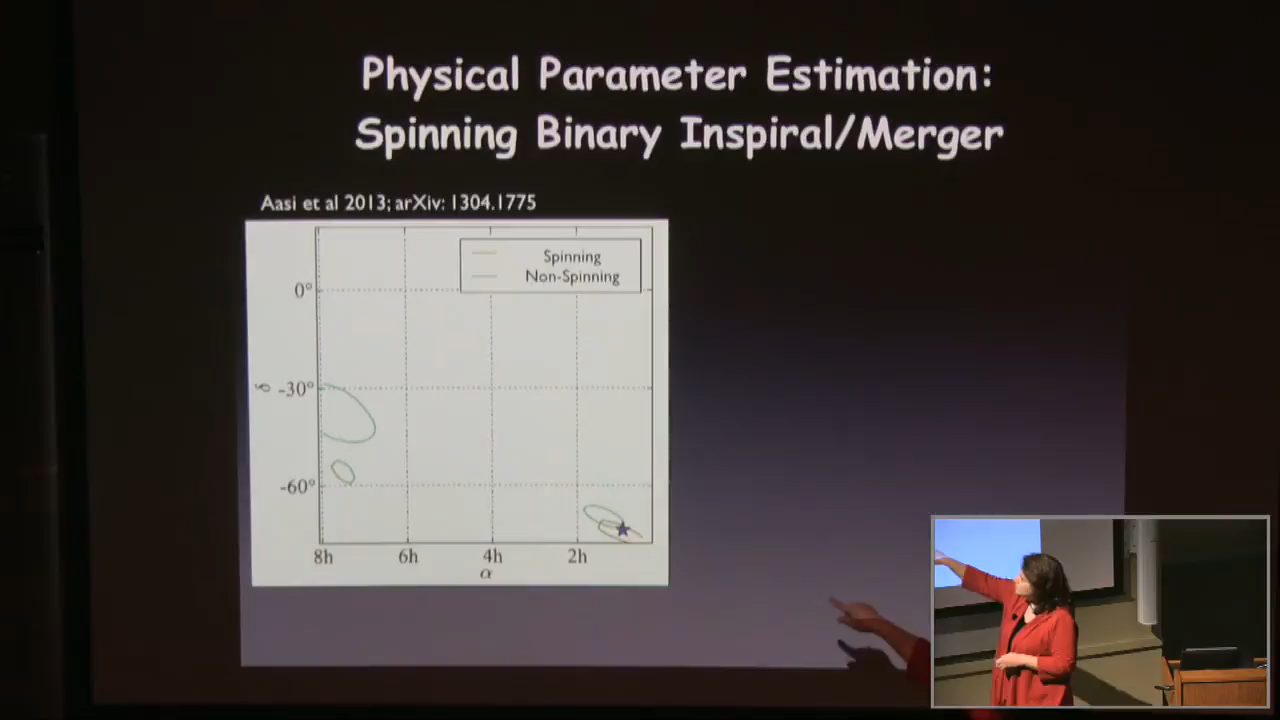 Physical Parameter Estimation:
Spinning Binary Inspiral/Merger
Aasi et al 2013; arXiv: 1304.1775
Spinning
Non-Spinning
0°
δ -30°
-60°
8h 6h 4h 2h
α